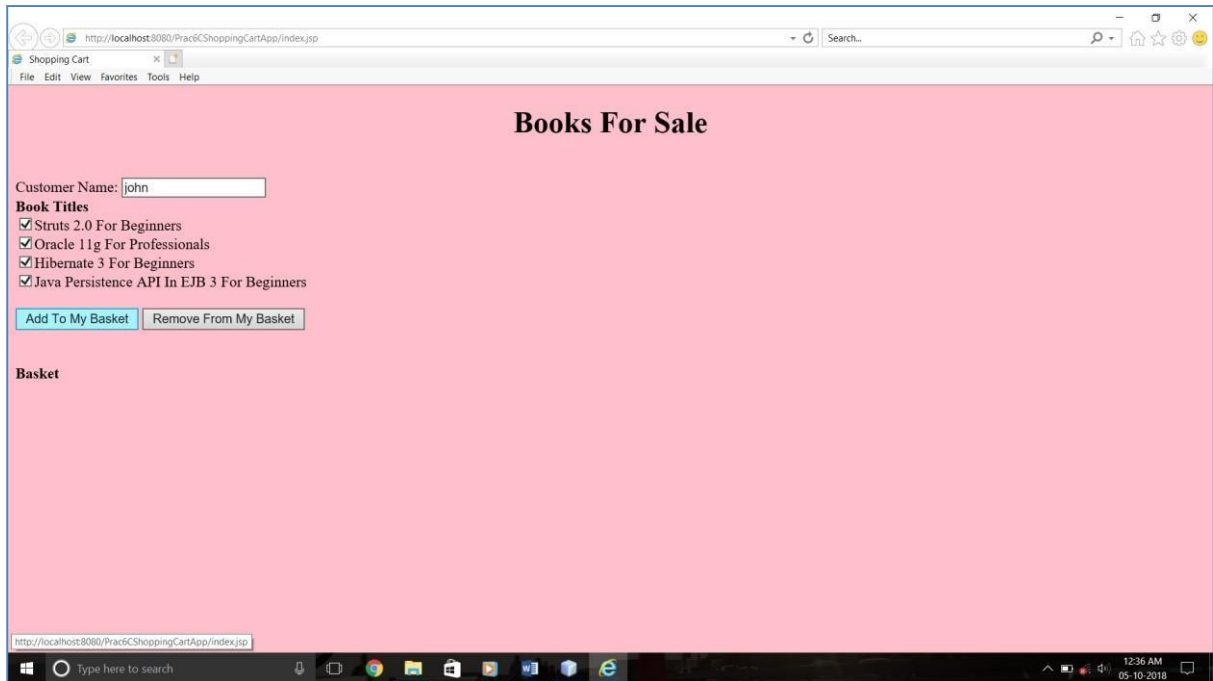 http://localhost:8080/Prac6CShoppingCartApp/index.jsp
Search...
Shopping Cart
File Edit View Favorites Tools Help
Books For Sale
Customer Name: john
Book Titles
Struts 2.0 For Beginners
Oracle 11g For Professionals
Hibernate 3 For Beginners
Java Persistence API In EJB 3 For Beginners
Add To My Basket Remove From My Basket
Basket
http://localhost:8080/Prac6CShoppingCartApp/index.jsp
Type here to search
12:36 AM
05-10-2018